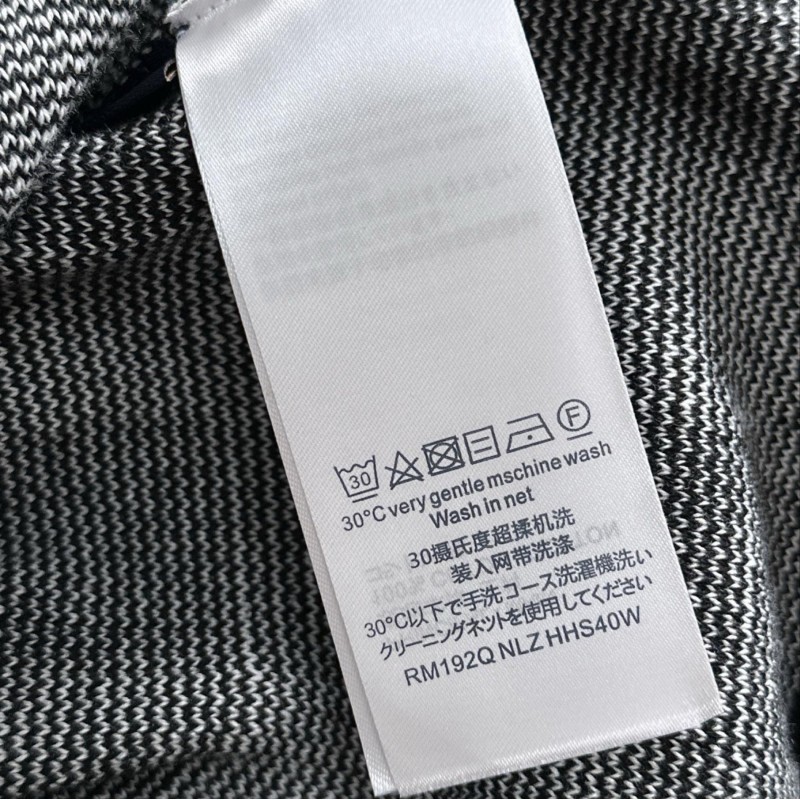 30 F
30°C very gentle mschine wash
Wash in net
30摄氏度超揉机洗
装入网带洗涤
30°C以下で手洗コース洗濯機洗い
クリーニングネットを使用してください
RM192Q NLZ HHS40W